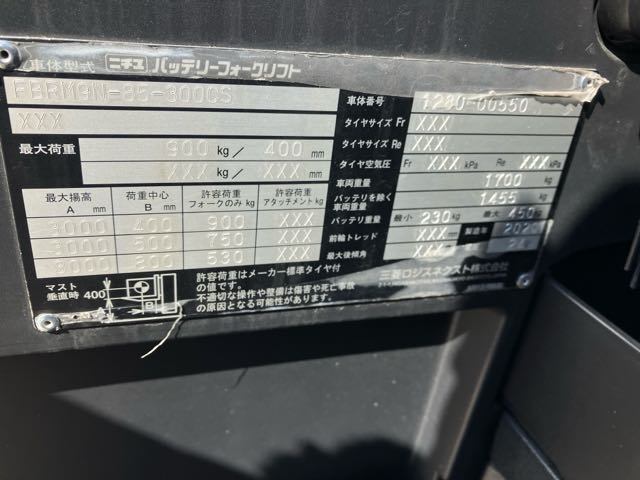 車体型式 ニチユ バッテリーフォークリフト
FBRM9N-85-300CS
XXX
最大荷重 900 kg/ 400 mm
XXX kg/ XXX mm
最大揚高 A mm 荷重中心 B mm 許容荷重 フォークのみ kg 許容荷重 アタッチメント kg
3000 400 900 XXX
3000 500 750 XXX
3000 600 530 XXX
マスト垂直時 400 A B
許容荷重はメーカー標準タイヤ付
の値です。
不適切な操作や整備は傷害や死亡事故
の原因となる可能性があります。
車体番号 1280-00550
タイヤサイズ Fr XXX
タイヤサイズ Re XXX
タイヤ空気圧 Fr XXX kPa Re XXX kPa
車両重量 1700 kg
バッテリを除く車両重量 1455 kg
バッテリ重量 最小 230 kg 最大 450 kg
前輪トレッド XXX 製造年
最大後傾角
三菱ロジスネクスト株式会社